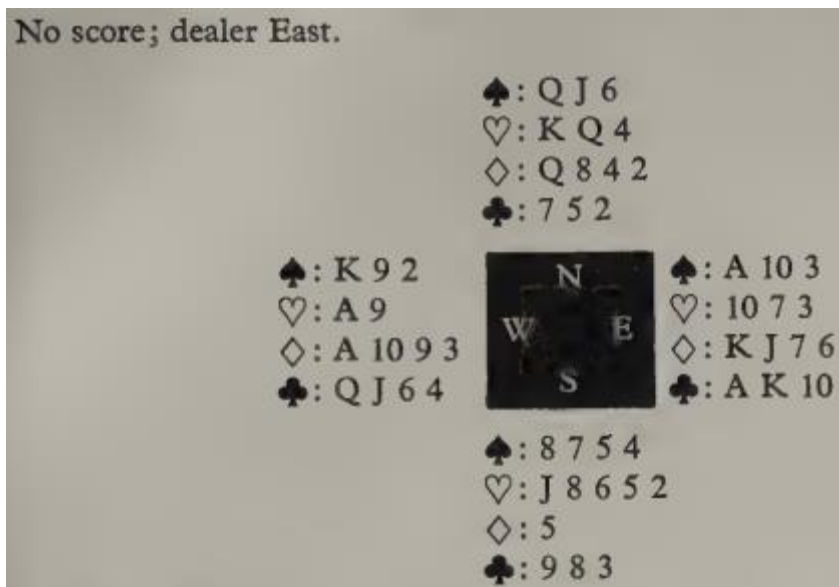 No score; dealer East.
♠: Q J 6
♡: K Q 4
♢: Q 8 4 2
♣: 7 5 2
♠: K 9 2
♡: A 9
♢: A 10 9 3
♣: Q J 6 4
N
W E
S
♠: A 10 3
♡: 10 7 3
♢: K J 7 6
♣: A K 10
♠: 8 7 5 4
♡: J 8 6 5 2
♢: 5
♣: 9 8 3